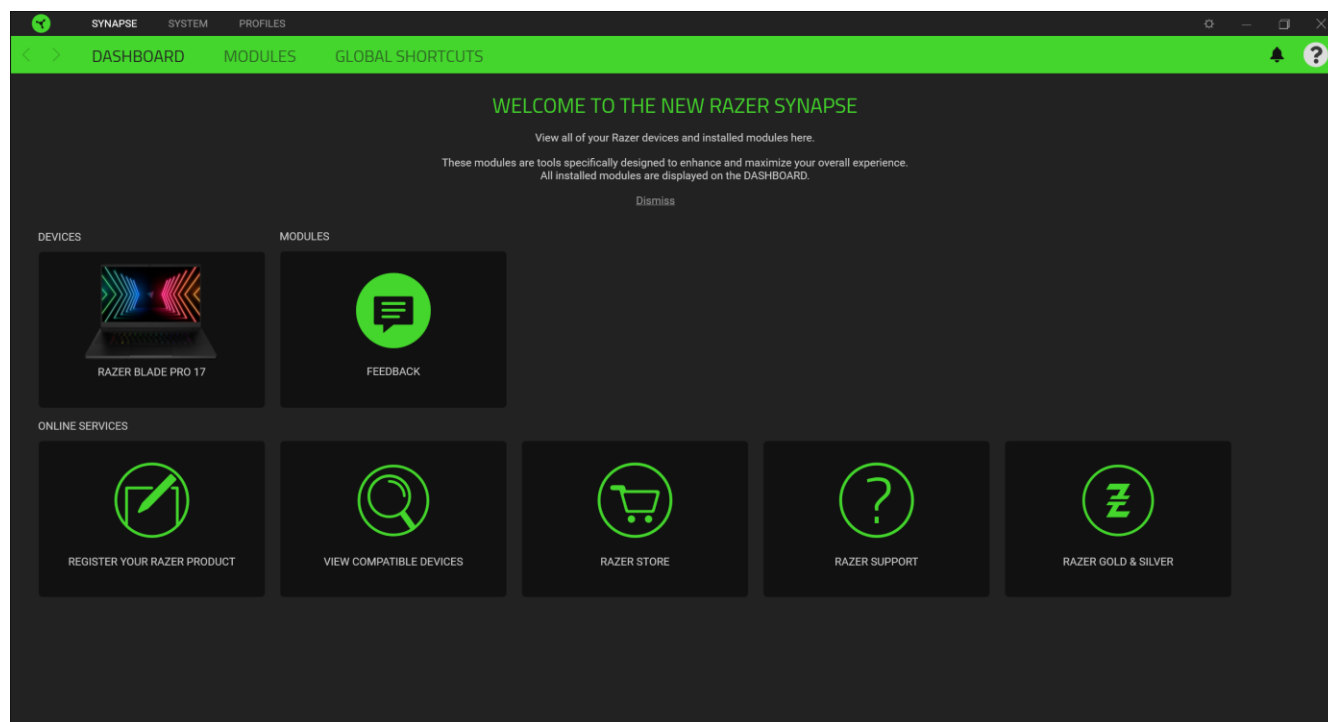 SYNAPSE SYSTEM PROFILES
DASHBOARD MODULES GLOBAL SHORTCUTS
WELCOME TO THE NEW RAZER SYNAPSE
View all of your Razer devices and installed modules here.
These modules are tools specifically designed to enhance and maximize your overall experience.
All installed modules are displayed on the DASHBOARD.
Dismiss
DEVICES MODULES
RAZER BLADE PRO 17 FEEDBACK
ONLINE SERVICES
REGISTER YOUR RAZER PRODUCT VIEW COMPATIBLE DEVICES RAZER STORE RAZER SUPPORT RAZER GOLD & SILVER